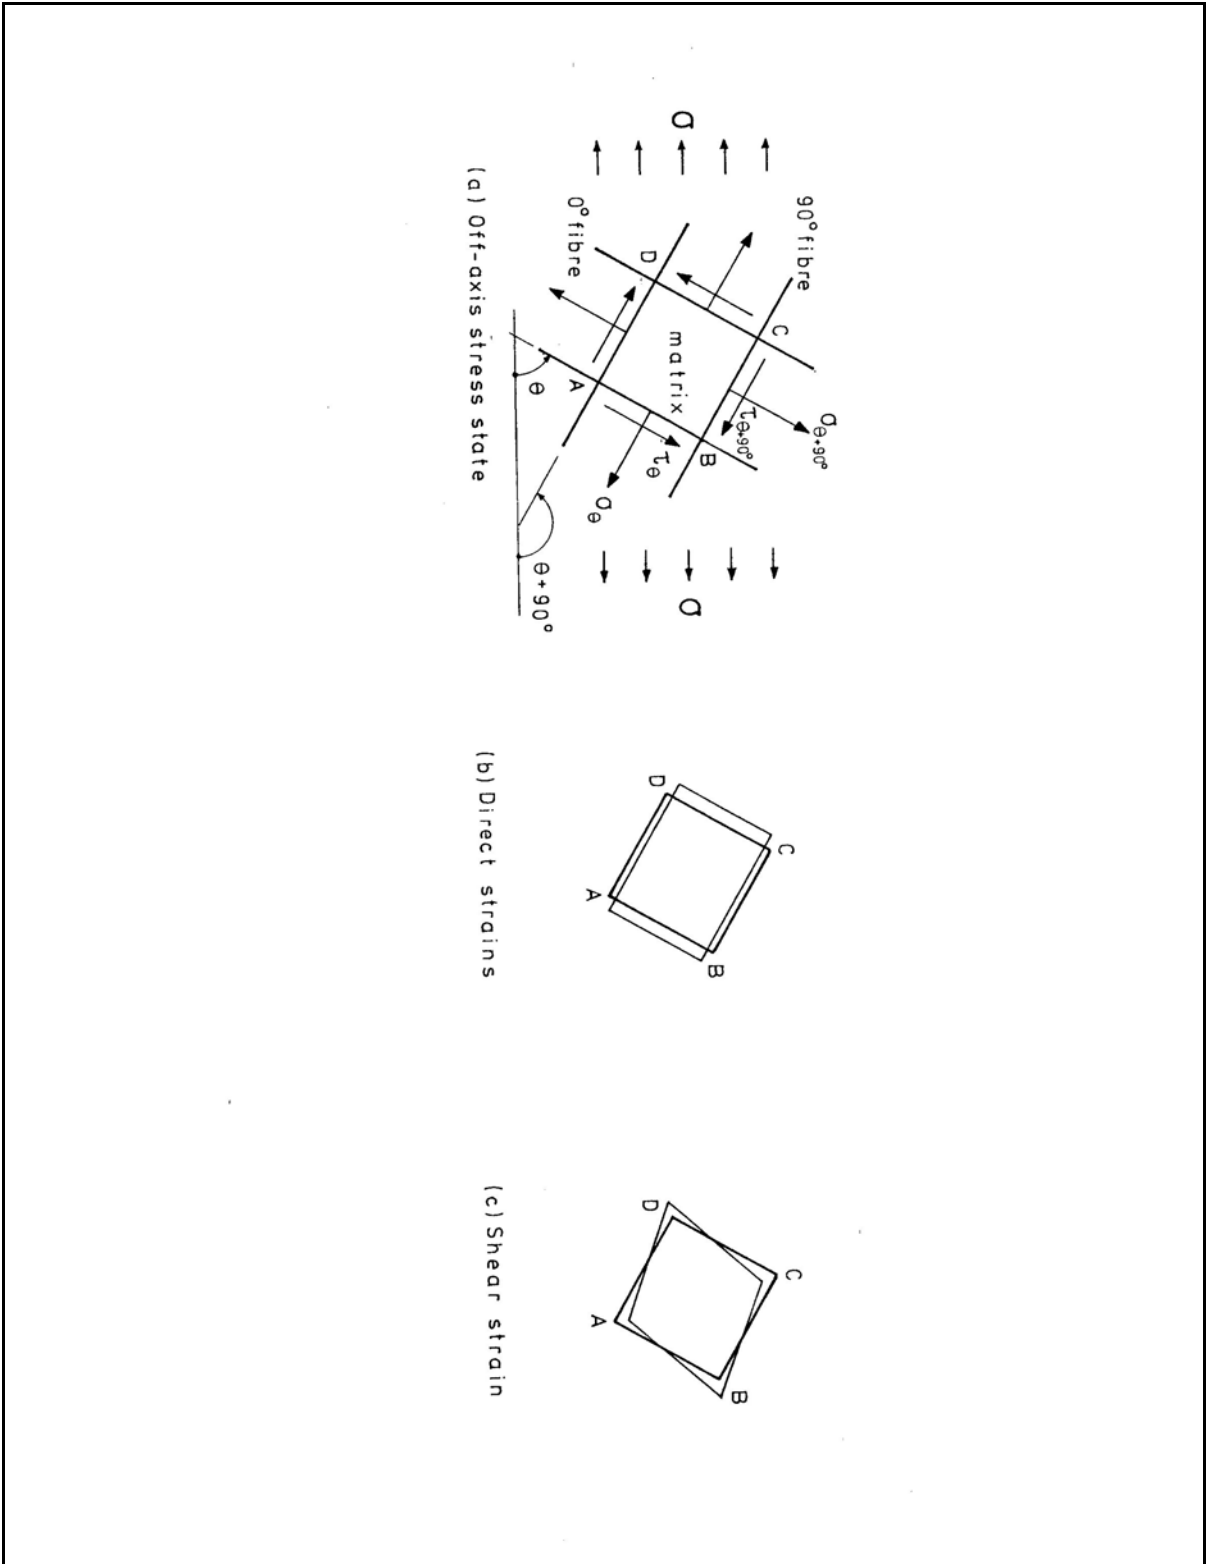 σ
90° fibre
C
σθ+90°
τθ+90°
B
D
matrix
τθ
σθ
σ
0° fibre
A
θ
θ+90°
(a) Off-axis stress state
C
D
B
A
(b) Direct strains
C
D
B
A
(c) Shear strain